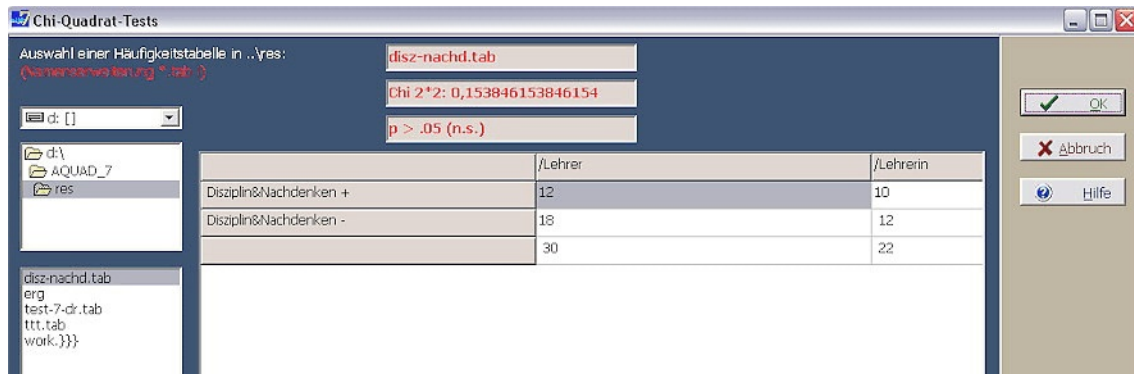 Chi-Quadrat-Tests
Auswahl einer Häufigkeitstabelle in ..\res:
disz-nachd.tab
Chi 2*2: 0,153846153846154
p > .05 (n.s.)
d: []
d:\
AQUAD_7
res
disz-nachd.tab
erg
test-7-dr.tab
ttt.tab
work.}}}
/Lehrer /Lehrerin
Disziplin&Nachdenken + 12 10
Disziplin&Nachdenken - 18 12
30 22
OK
Abbruch
Hilfe